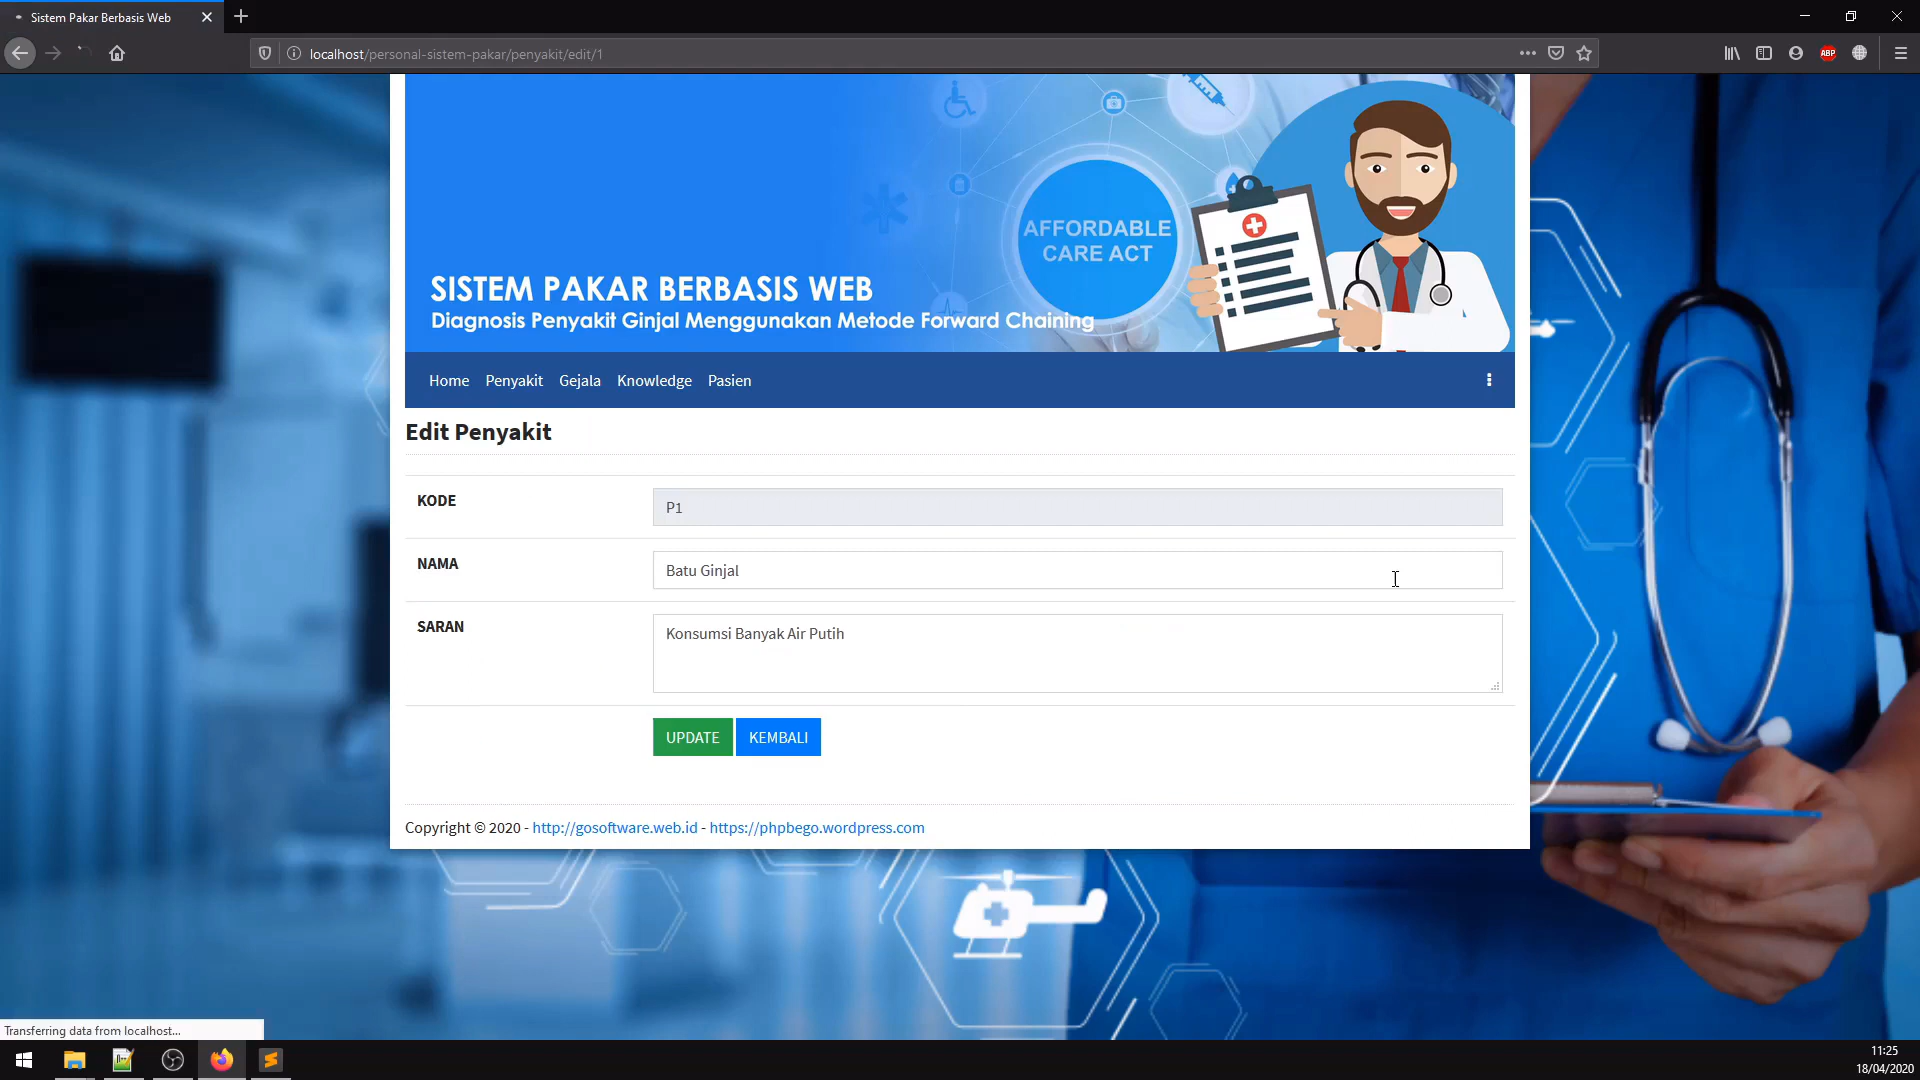 Sistem Pakar Berbasis Web
localhost/personal-sistem-pakar/penyakit/edit/1
ABP
AFFORDABLE
CARE ACT
SISTEM PAKAR BERBASIS WEB
Diagnosis Penyakit Ginjal Menggunakan Metode Forward Chaining
Home Penyakit Gejala Knowledge Pasien
Edit Penyakit
KODE P1
NAMA Batu Ginjal
SARAN Konsumsi Banyak Air Putih
UPDATE KEMBALI
Copyright © 2020 - http://gosoftware.web.id - https://phpbego.wordpress.com
Transferring data from localhost...
11:25
18/04/2020